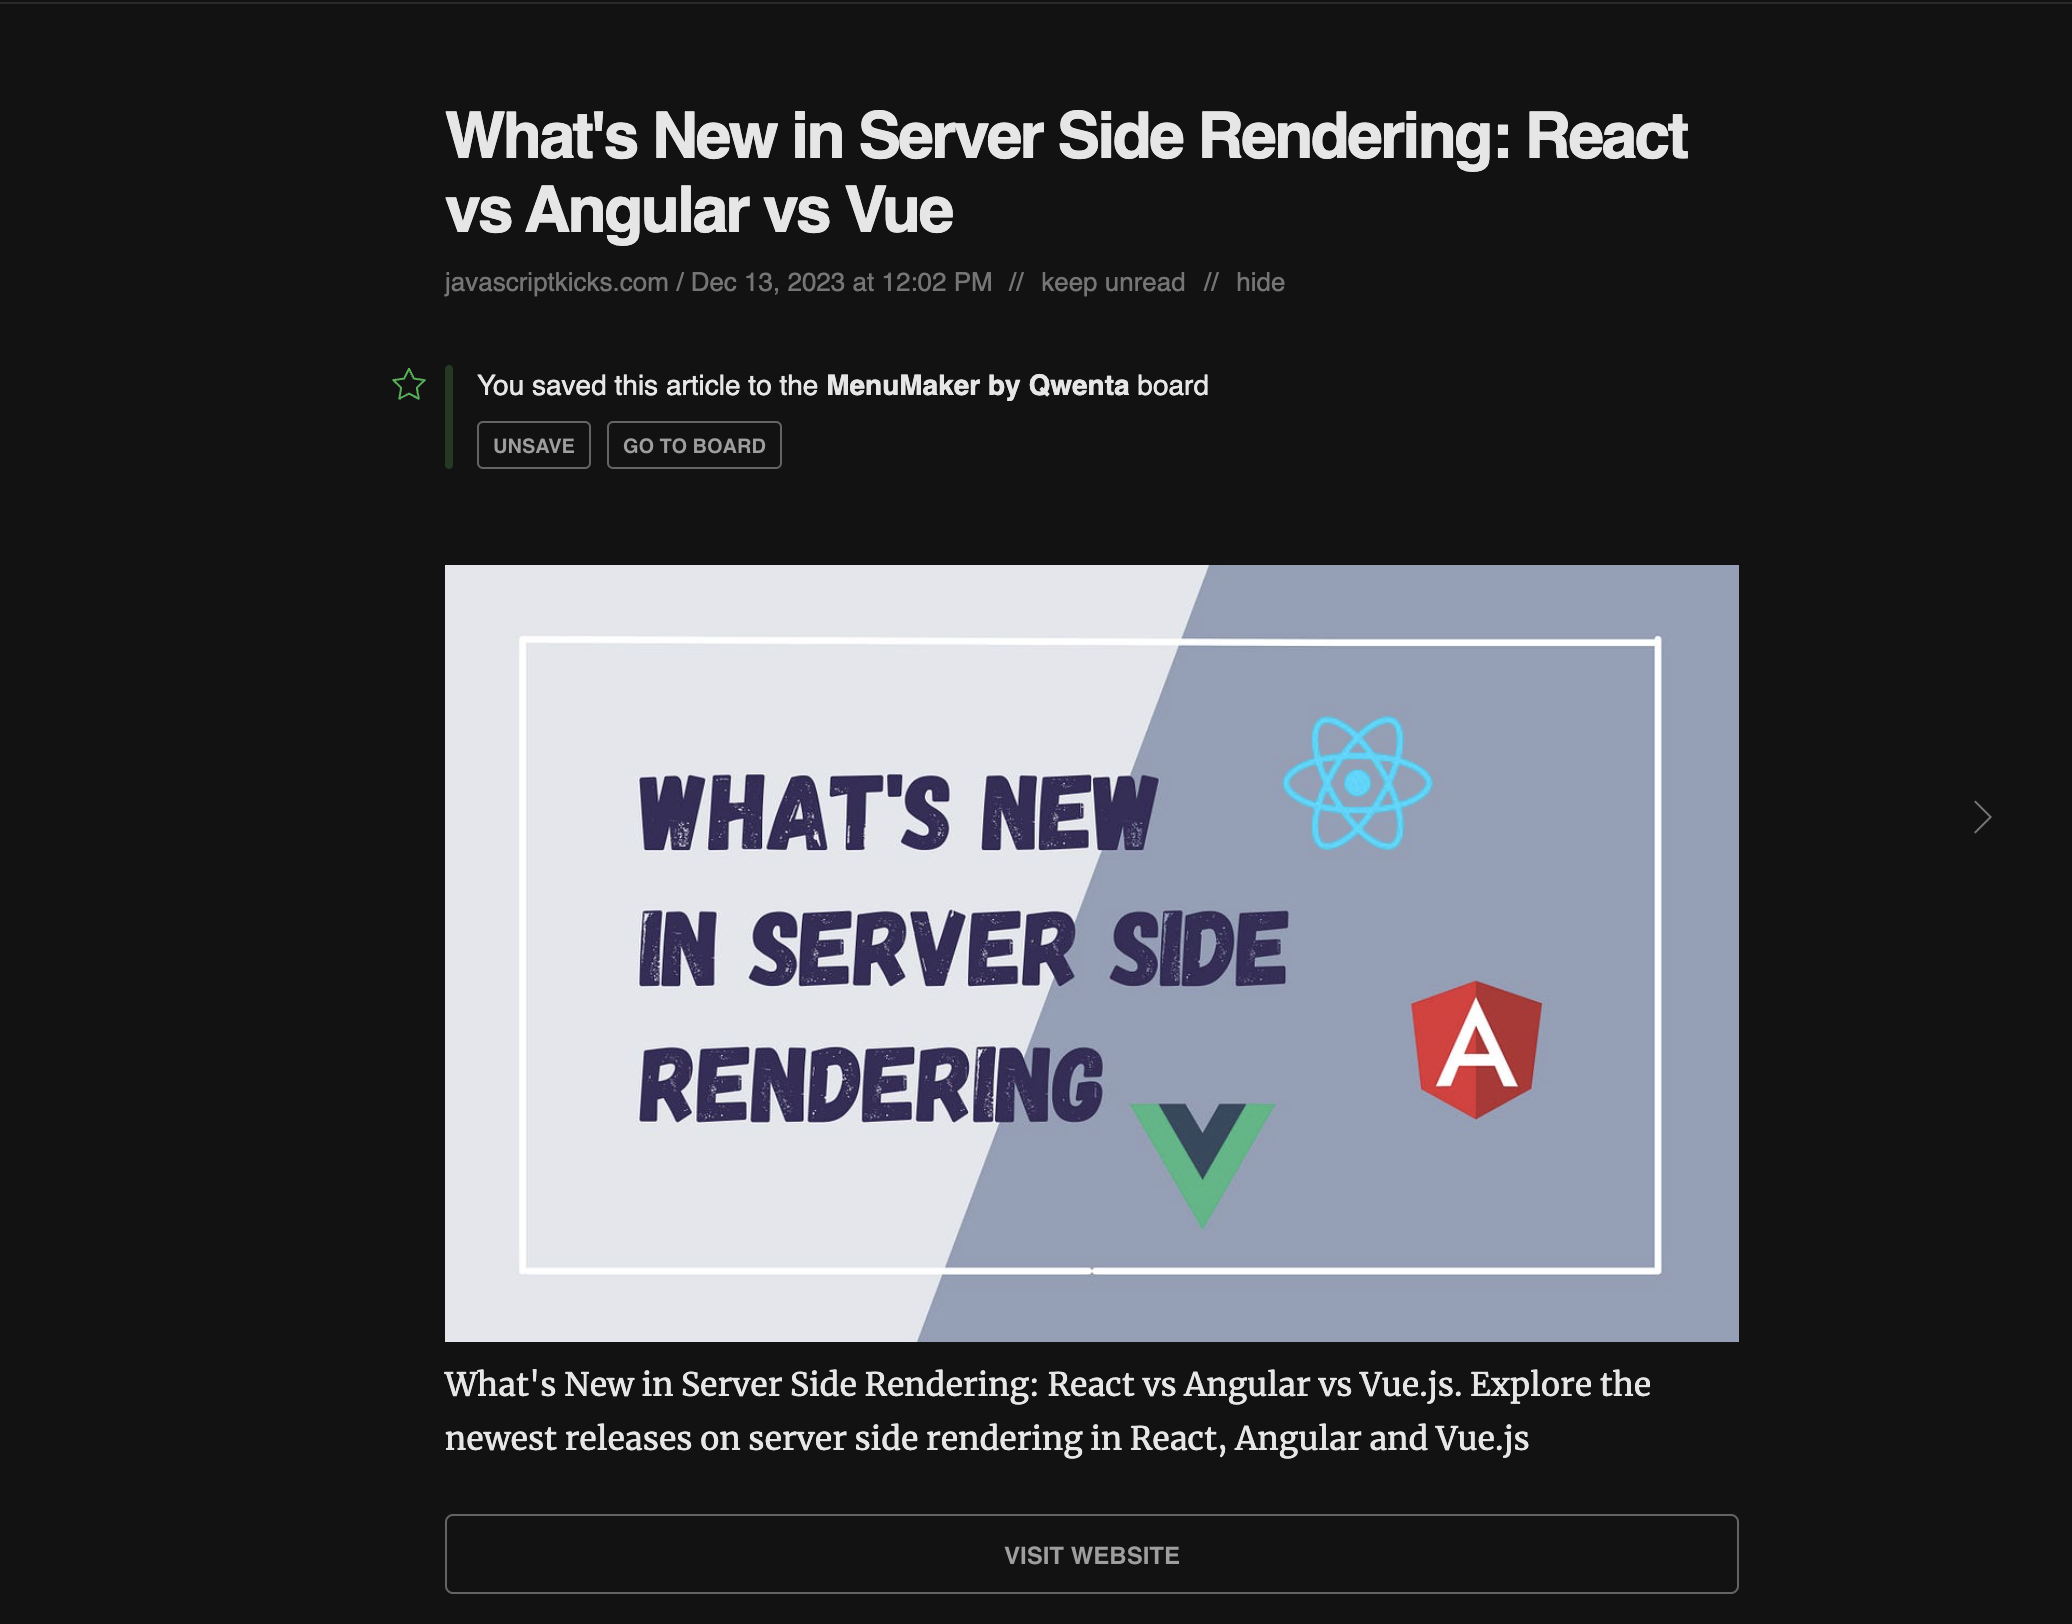 What's New in Server Side Rendering: React
vs Angular vs Vue
javascriptkicks.com / Dec 13, 2023 at 12:02 PM // keep unread // hide
You saved this article to the MenuMaker by Qwenta board
UNSAVE GO TO BOARD
WHAT'S NEW
IN SERVER SIDE
RENDERING
A
What's New in Server Side Rendering: React vs Angular vs Vue.js. Explore the
newest releases on server side rendering in React, Angular and Vue.js
VISIT WEBSITE